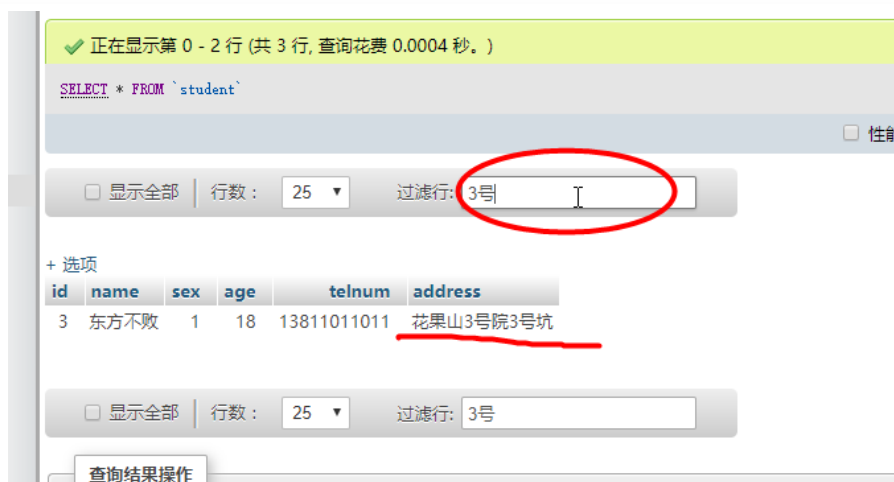 正在显示第 0 - 2 行 (共 3 行, 查询花费 0.0004 秒。)
SELECT * FROM `student`
性能
显示全部 行数： 25 过滤行: 3号
+ 选项
id name sex age telnum address
3 东方不败 1 18 13811011011 花果山3号院3号坑
显示全部 行数： 25 过滤行: 3号
查询结果操作